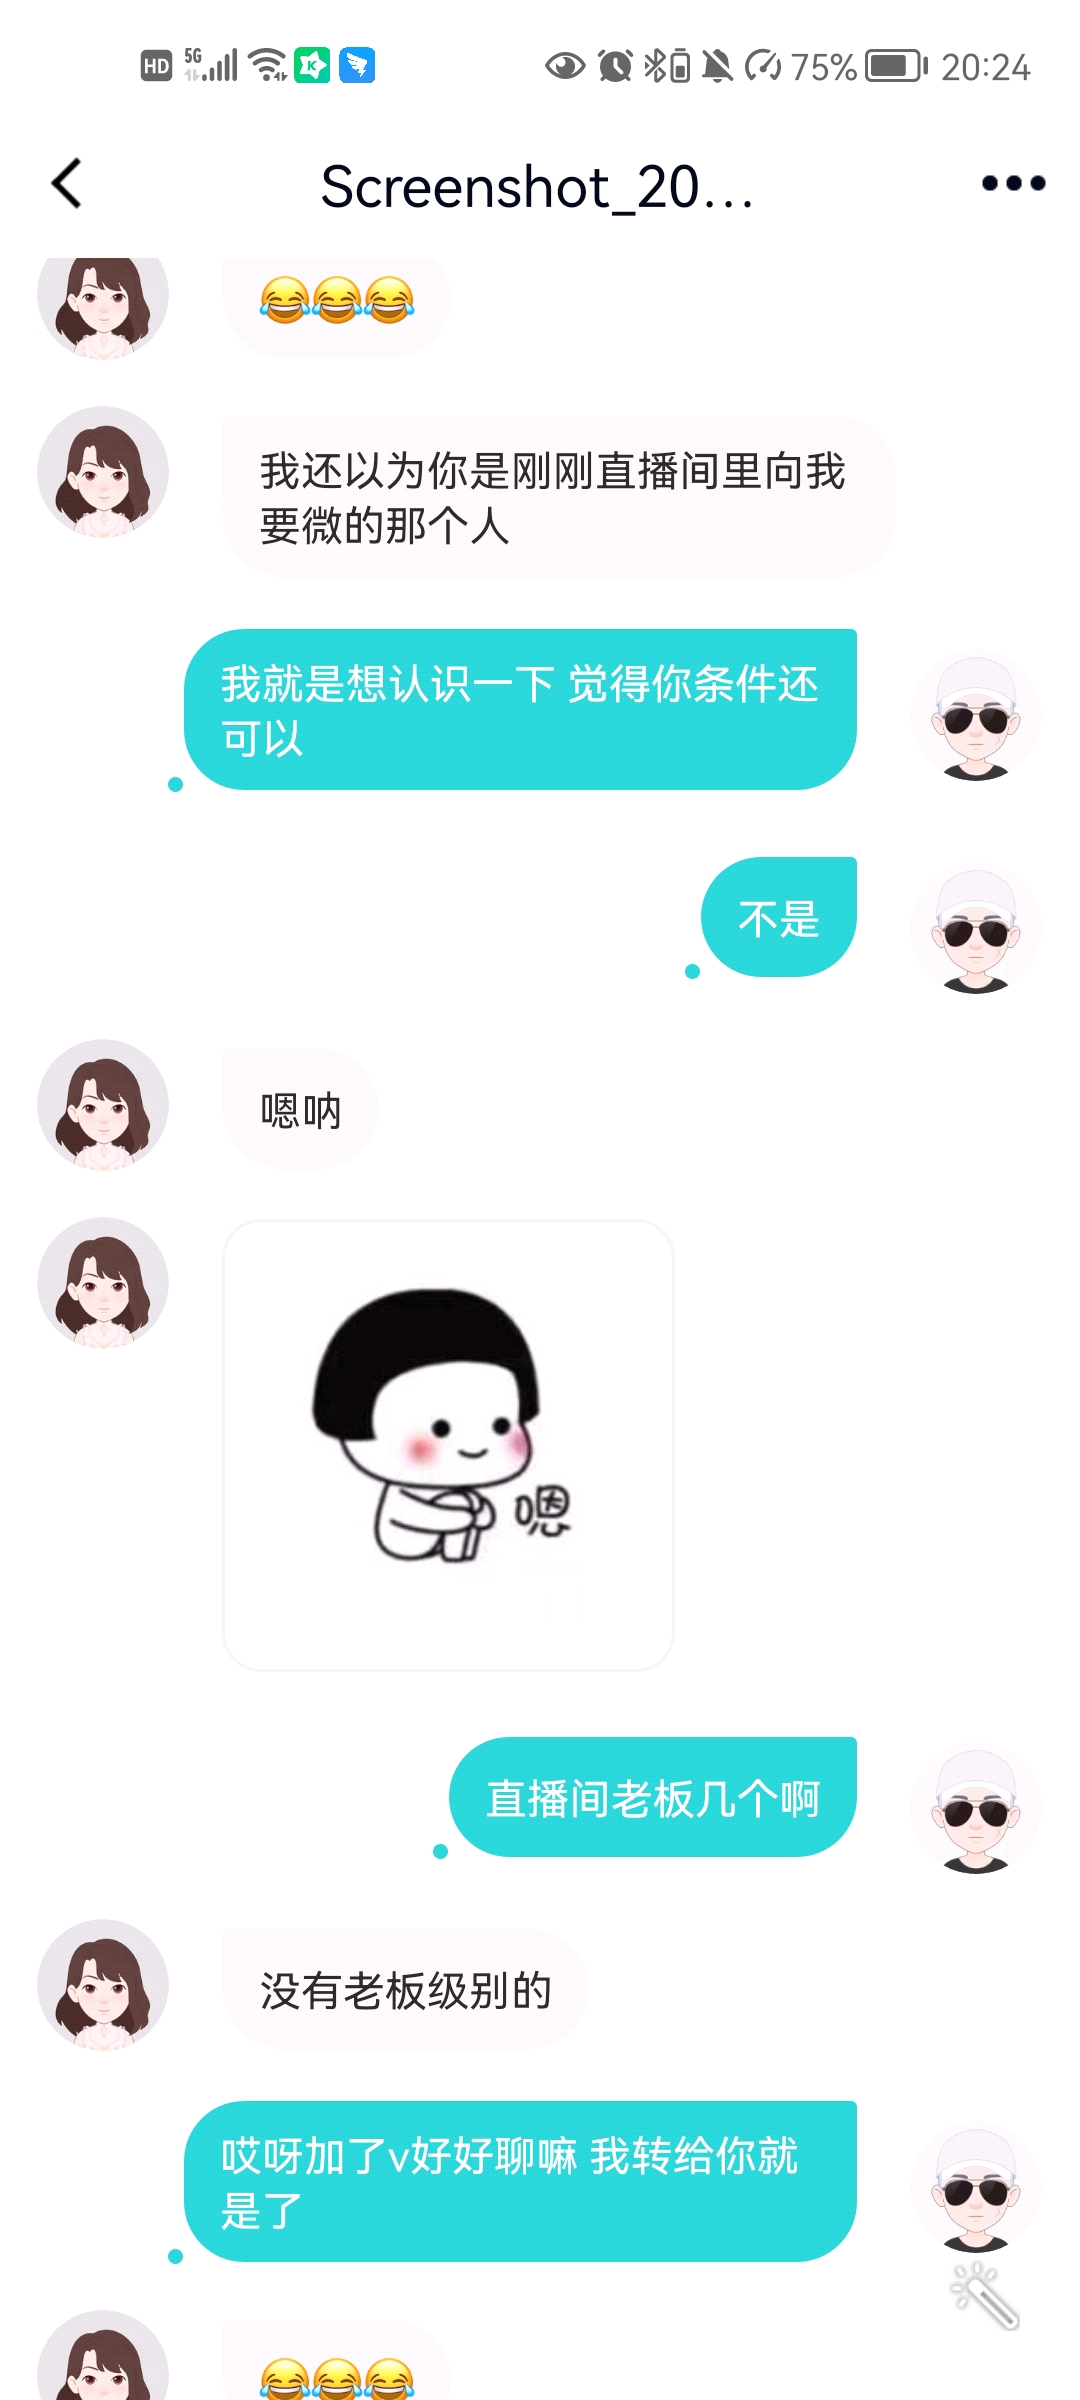 HD 5G 75% 20:24
Screenshot_20...
😂😂😂
我还以为你是刚刚直播间里向我
要微的那个人
我就是想认识一下 觉得你条件还
可以
不是
嗯呐
嗯
直播间老板几个啊
没有老板级别的
哎呀加了v好好聊嘛 我转给你就
是了
😂😂😂